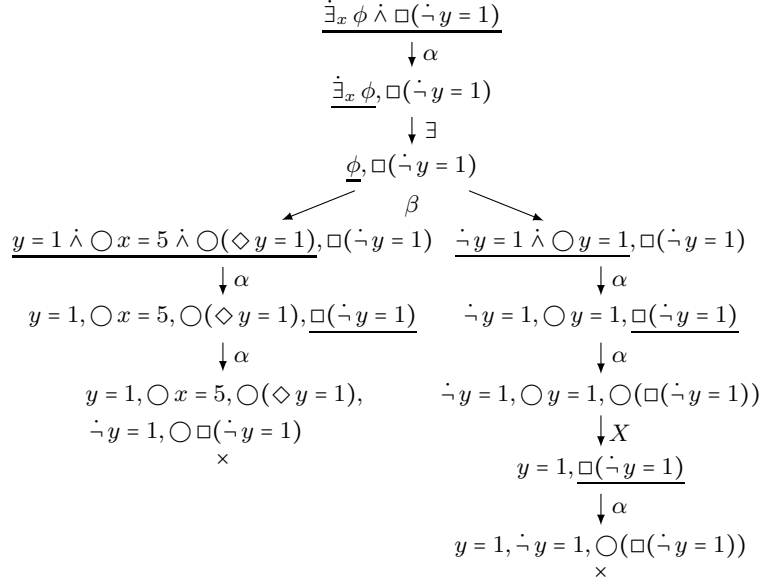 ∃̇ₓ ϕ ∧̇ □(¬̇ y = 1)
α
∃̇ₓ ϕ, □(¬̇ y = 1)
∃
ϕ, □(¬̇ y = 1)
β
y = 1 ∧̇ ◯ x = 5 ∧̇ ◯(◇ y = 1), □(¬̇ y = 1) ¬̇ y = 1 ∧̇ ◯ y = 1, □(¬̇ y = 1)
α α
y = 1, ◯ x = 5, ◯(◇ y = 1), □(¬̇ y = 1) ¬̇ y = 1, ◯ y = 1, □(¬̇ y = 1)
α α
y = 1, ◯ x = 5, ◯(◇ y = 1), ¬̇ y = 1, ◯ y = 1, ◯(□(¬̇ y = 1))
¬̇ y = 1, ◯ □(¬̇ y = 1) X
×
y = 1, □(¬̇ y = 1)
α
y = 1, ¬̇ y = 1, ◯(□(¬̇ y = 1))
×